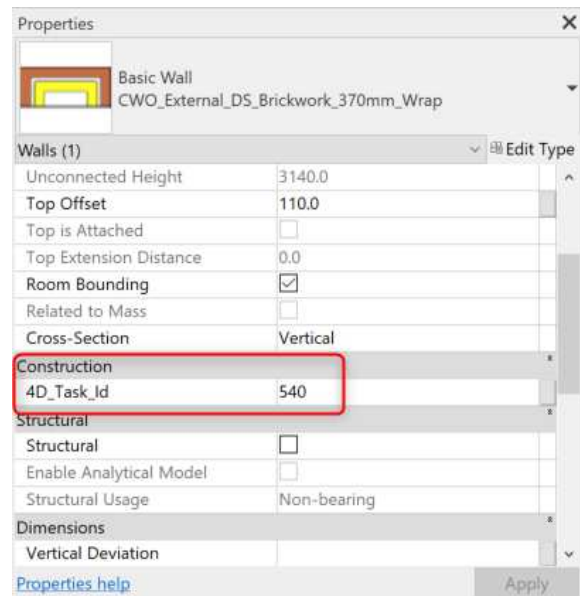 Properties
Basic Wall
CWO_External_DS_Brickwork_370mm_Wrap
Walls (1) Edit Type
Unconnected Height 3140.0
Top Offset 110.0
Top is Attached
Top Extension Distance 0.0
Room Bounding
Related to Mass
Cross-Section Vertical
Construction
4D_Task_Id 540
Structural
Structural
Enable Analytical Model
Structural Usage Non-bearing
Dimensions
Vertical Deviation
Properties help Apply